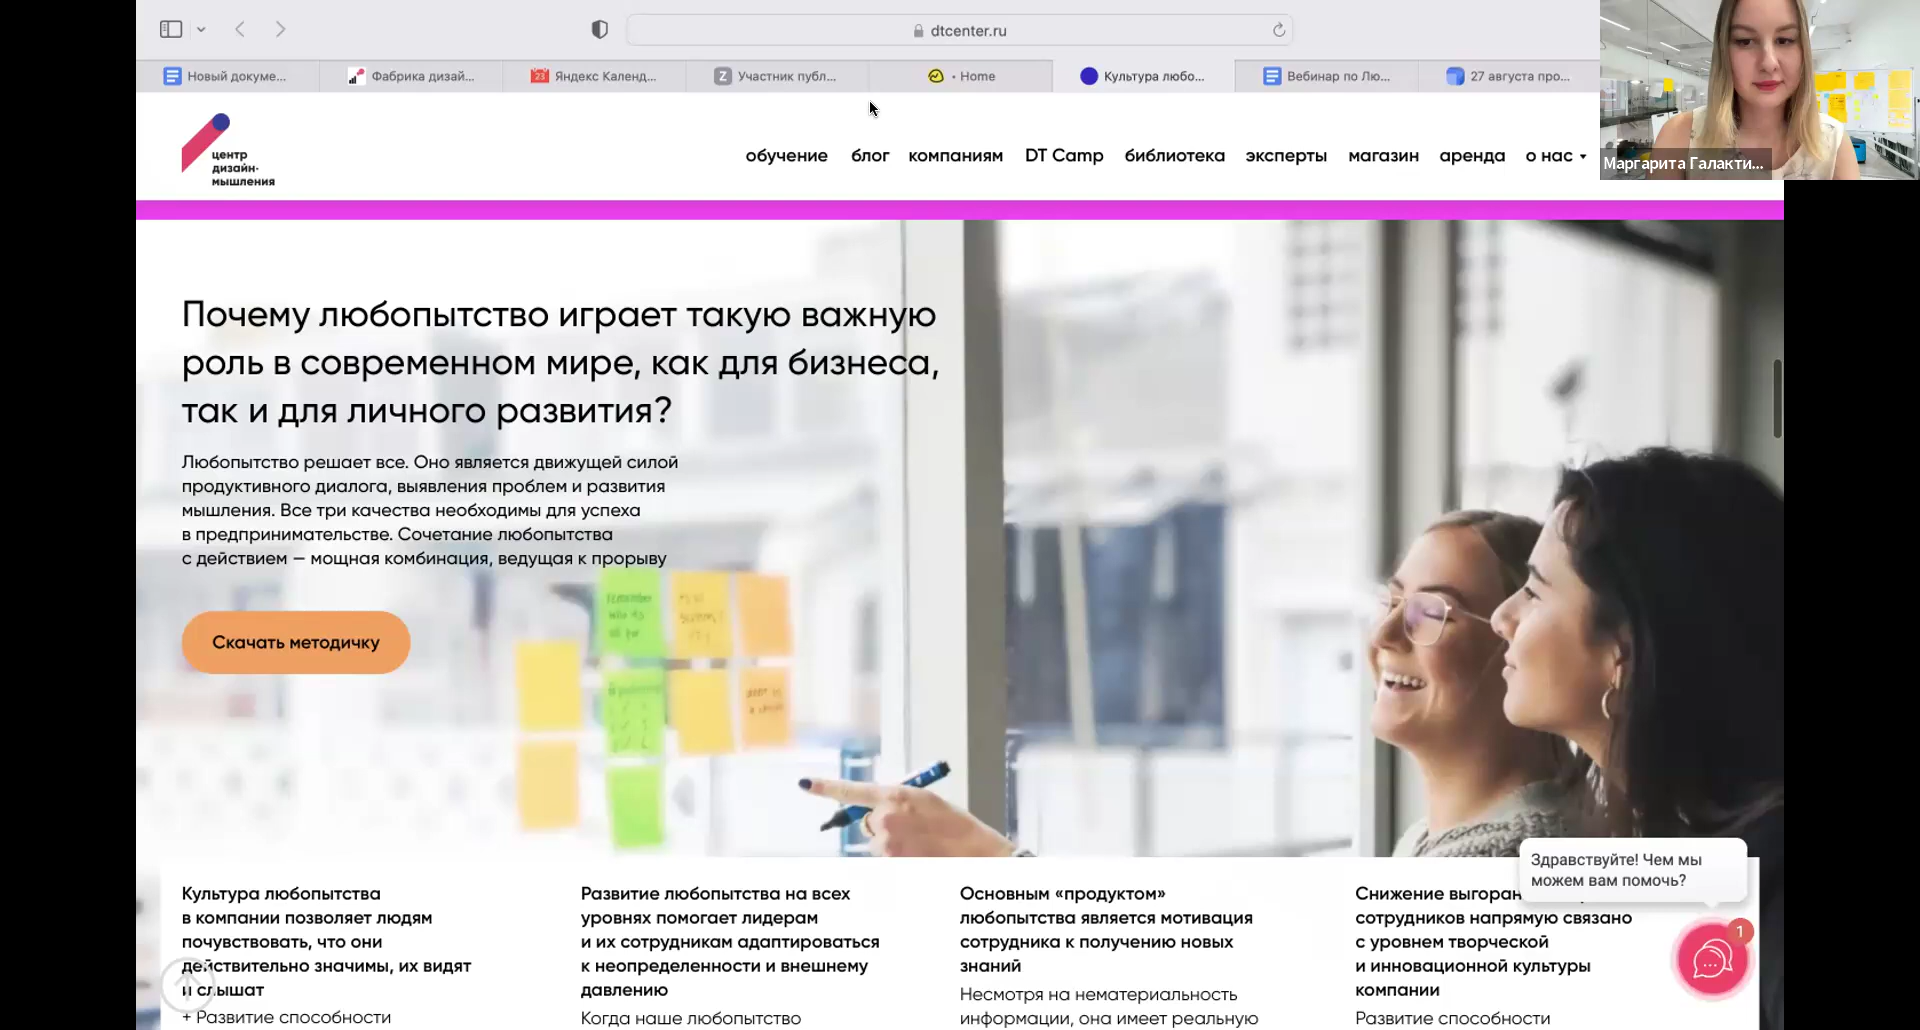 dtcenter.ru
Новый докуме...
Фабрика дизай...
23
Яндекс Календ...
Z
Участник публ...
• Home
Культура любо...
Вебинар по Лю...
27 августа про...
Маргарита Галакти...
центр
дизайн-
мышления
обучение
блог
компаниям
DT Camp
библиотека
эксперты
магазин
аренда
о нас
Почему любопытство играет такую важную
роль в современном мире, как для бизнеса,
так и для личного развития?
Любопытство решает все. Оно является движущей силой
продуктивного диалога, выявления проблем и развития
мышления. Все три качества необходимы для успеха
в предпринимательстве. Сочетание любопытства
с действием — мощная комбинация, ведущая к прорыву
Скачать методичку
Культура любопытства
в компании позволяет людям
почувствовать, что они
действительно значимы, их видят
и слышат
+ Развитие способности
Развитие любопытства на всех
уровнях помогает лидерам
и их сотрудникам адаптироваться
к неопределенности и внешнему
давлению
Когда наше любопытство
Основным «продуктом»
любопытства является мотивация
сотрудника к получению новых
знаний
Несмотря на нематериальность
информации, она имеет реальную
Снижение
сотрудников напрямую связано
с уровнем творческой
и инновационной культуры
компании
Развитие способности
Здравствуйте! Чем мы
можем вам помочь?
1